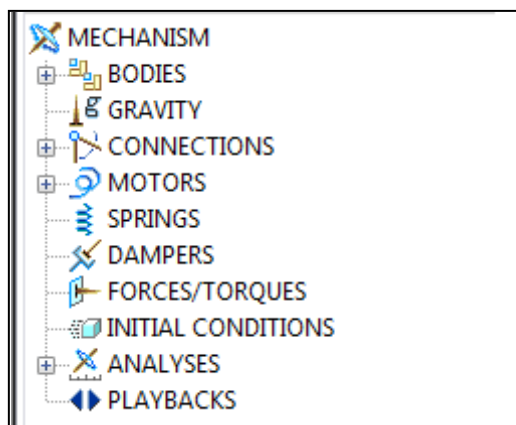 MECHANISM
BODIES
GRAVITY
CONNECTIONS
MOTORS
SPRINGS
DAMPERS
FORCES/TORQUES
INITIAL CONDITIONS
ANALYSES
PLAYBACKS